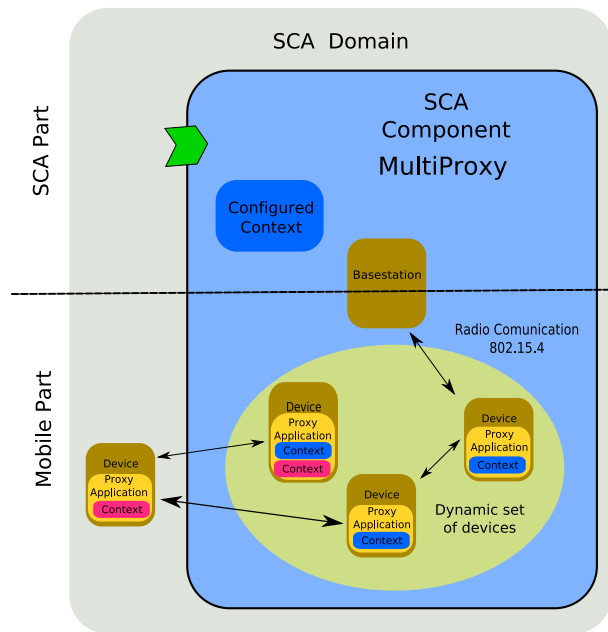 SCA Domain
SCA Part
SCA
Component
MultiProxy
Configured
Context
Basestation
Radio Comunication
802.15.4
Mobile Part
Device
Proxy
Application
Context
Context
Device
Proxy
Application
Context
Device
Proxy
Application
Context
Device
Proxy
Application
Context
Dynamic set
of devices